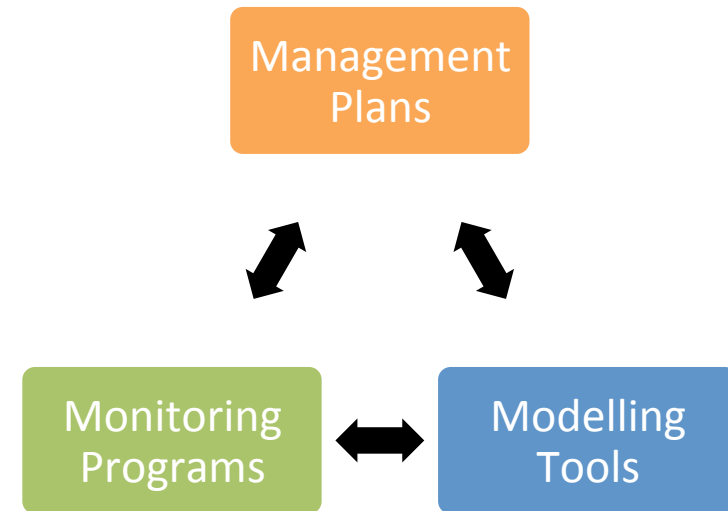 Management
Plans
Monitoring
Programs
Modelling
Tools